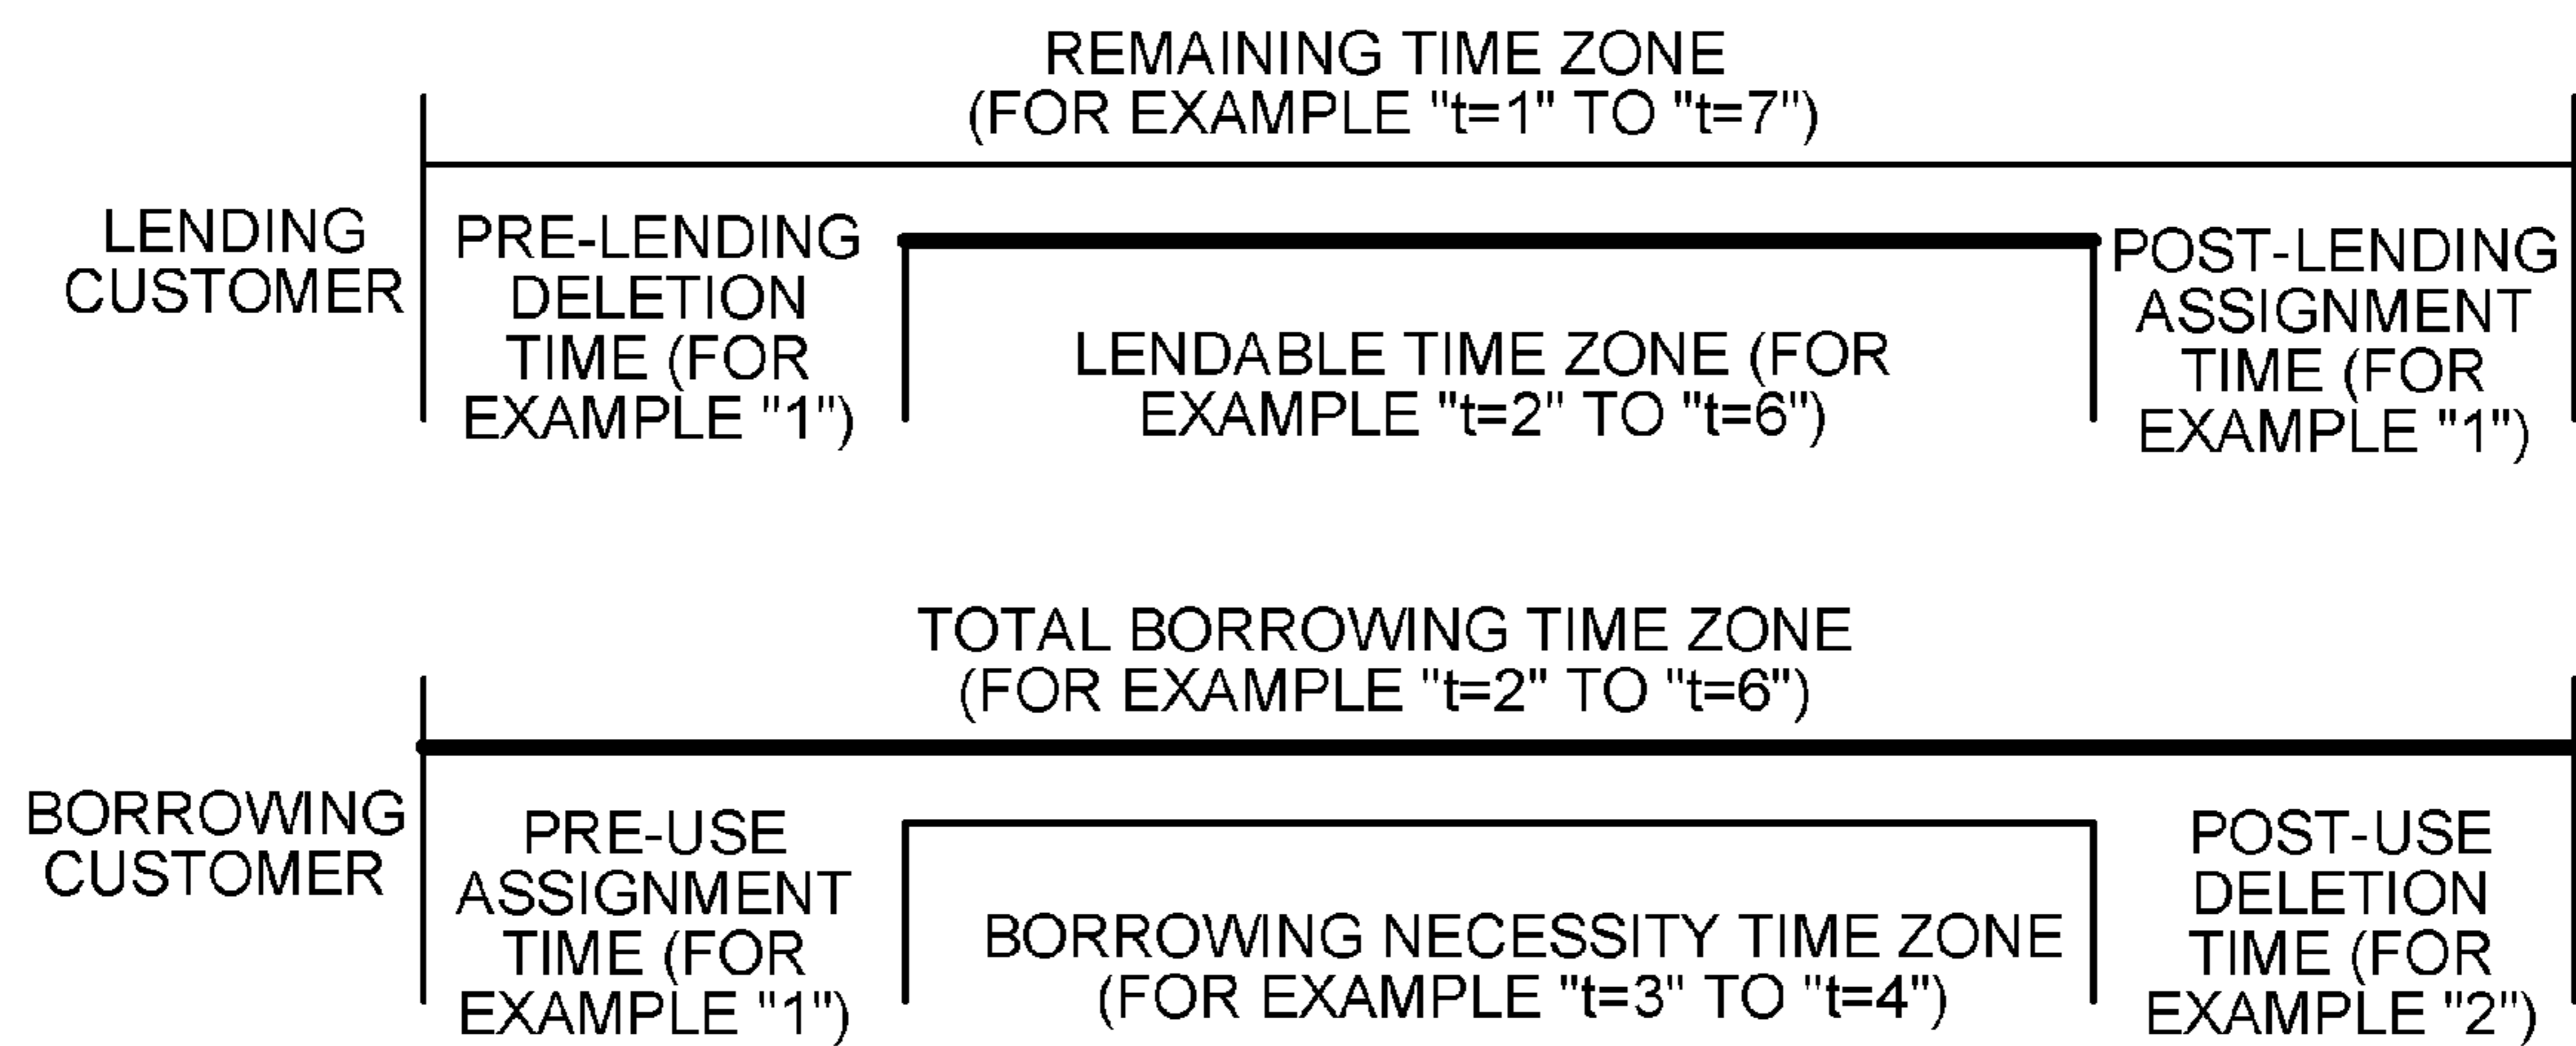 REMAINING TIME ZONE
(FOR EXAMPLE "t=1" TO "t=7")
LENDING
CUSTOMER
PRE-LENDING
DELETION
TIME (FOR
EXAMPLE "1")
LENDABLE TIME ZONE (FOR
EXAMPLE "t=2" TO "t=6")
POST-LENDING
ASSIGNMENT
TIME (FOR
EXAMPLE "1")
TOTAL BORROWING TIME ZONE
(FOR EXAMPLE "t=2" TO "t=6")
BORROWING
CUSTOMER
PRE-USE
ASSIGNMENT
TIME (FOR
EXAMPLE "1")
BORROWING NECESSITY TIME ZONE
(FOR EXAMPLE "t=3" TO "t=4")
POST-USE
DELETION
TIME (FOR
EXAMPLE "2")